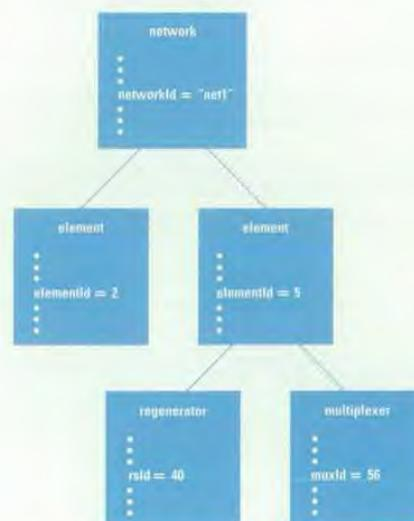 network
networkId = "net1"
element
elementId = 2
element
elementId = 5
regenerator
rsId = 40
multiplexer
muxId = 56